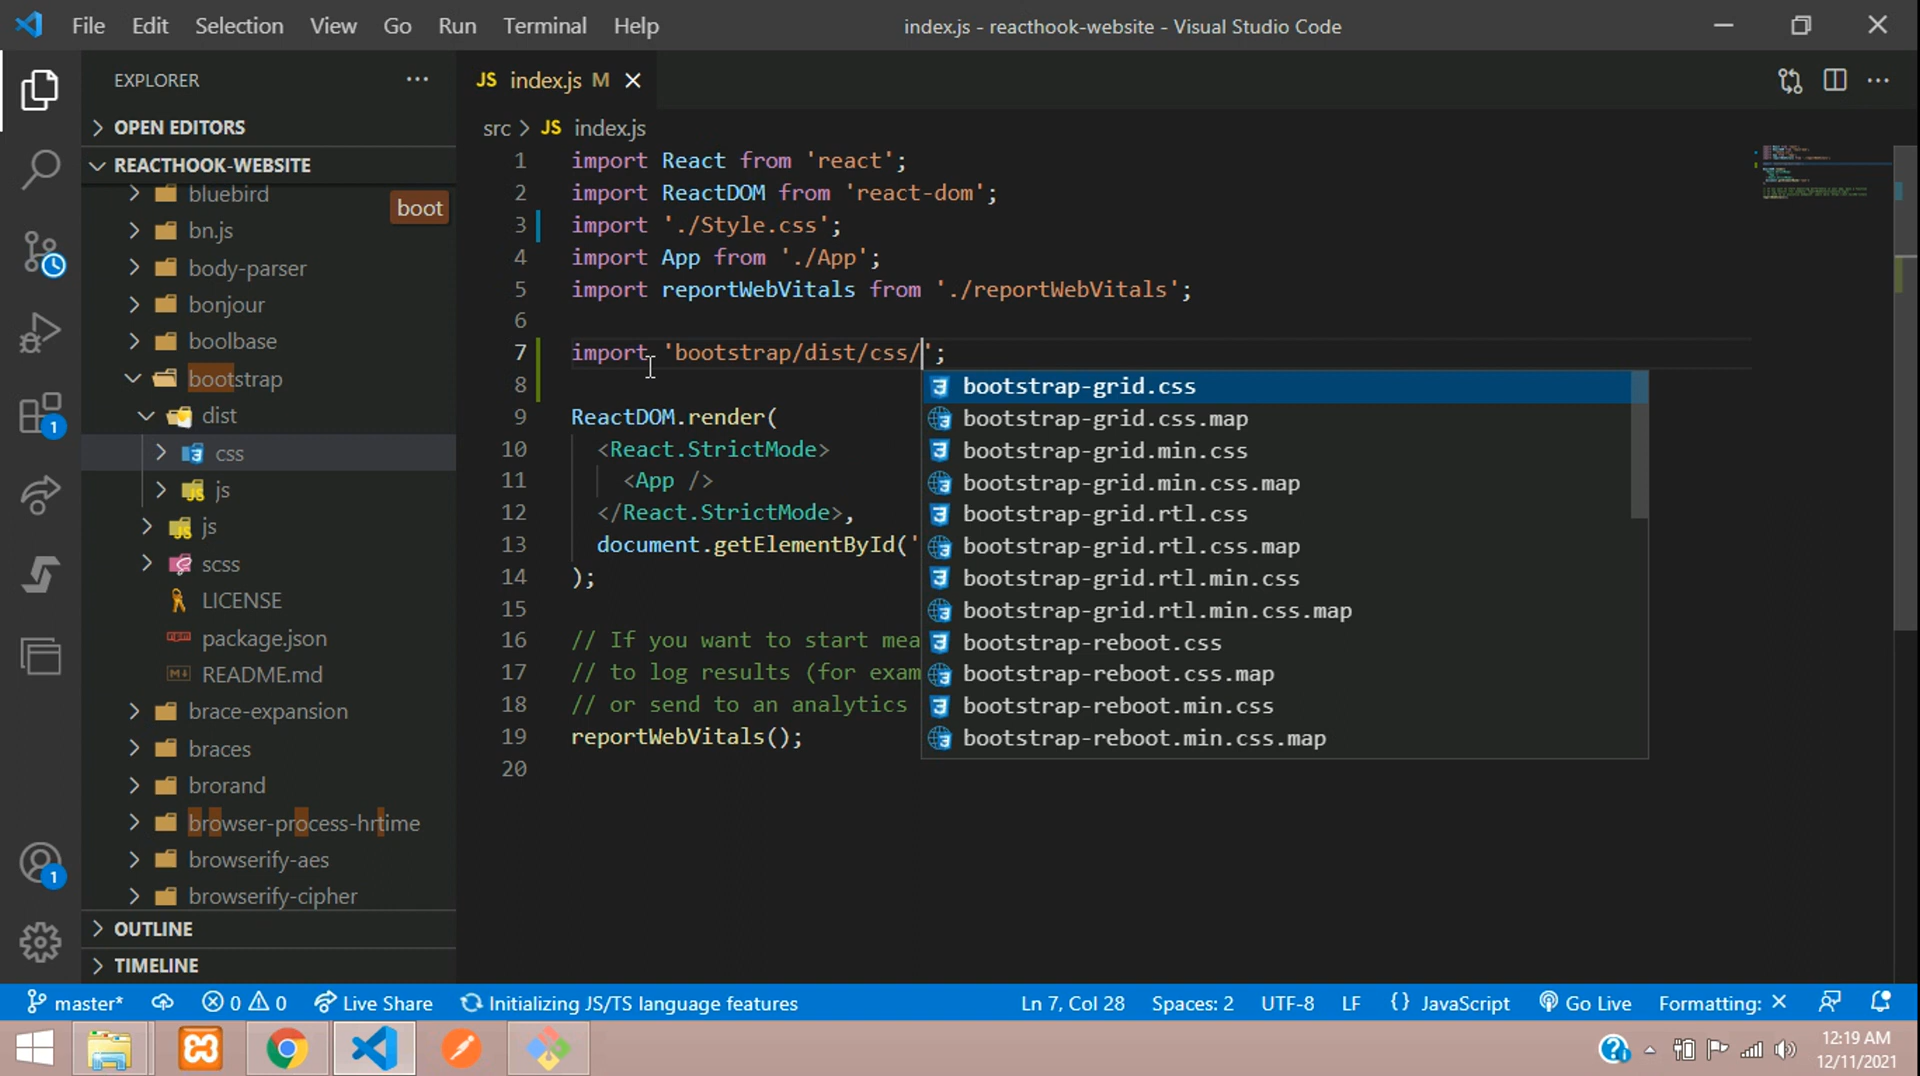 File Edit Selection View Go Run Terminal Help
index.js - reacthook-website - Visual Studio Code
EXPLORER
OPEN EDITORS
REACTHOOK-WEBSITE
boot
bluebird
bn.js
body-parser
bonjour
boolbase
bootstrap
dist
css
js
js
scss
LICENSE
package.json
README.md
brace-expansion
braces
brorand
browser-process-hrtime
browserify-aes
browserify-cipher
OUTLINE
TIMELINE
1
1
JS index.js M
src > JS index.js
1 import React from 'react';
2 import ReactDOM from 'react-dom';
3 import './Style.css';
4 import App from './App';
5 import reportWebVitals from './reportWebVitals';
6
7 import 'bootstrap/dist/css/';
8
9 ReactDOM.render(
10 <React.StrictMode>
11 <App />
12 </React.StrictMode>,
13 document.getElementById('
14 );
15
16 // If you want to start mea
17 // to log results (for exam
18 // or send to an analytics
19 reportWebVitals();
20
bootstrap-grid.css
bootstrap-grid.css.map
bootstrap-grid.min.css
bootstrap-grid.min.css.map
bootstrap-grid.rtl.css
bootstrap-grid.rtl.css.map
bootstrap-grid.rtl.min.css
bootstrap-grid.rtl.min.css.map
bootstrap-reboot.css
bootstrap-reboot.css.map
bootstrap-reboot.min.css
bootstrap-reboot.min.css.map
master* 0 0 Live Share Initializing JS/TS language features Ln 7, Col 28 Spaces: 2 UTF-8 LF {} JavaScript Go Live Formatting: ×
12:19 AM
12/11/2021